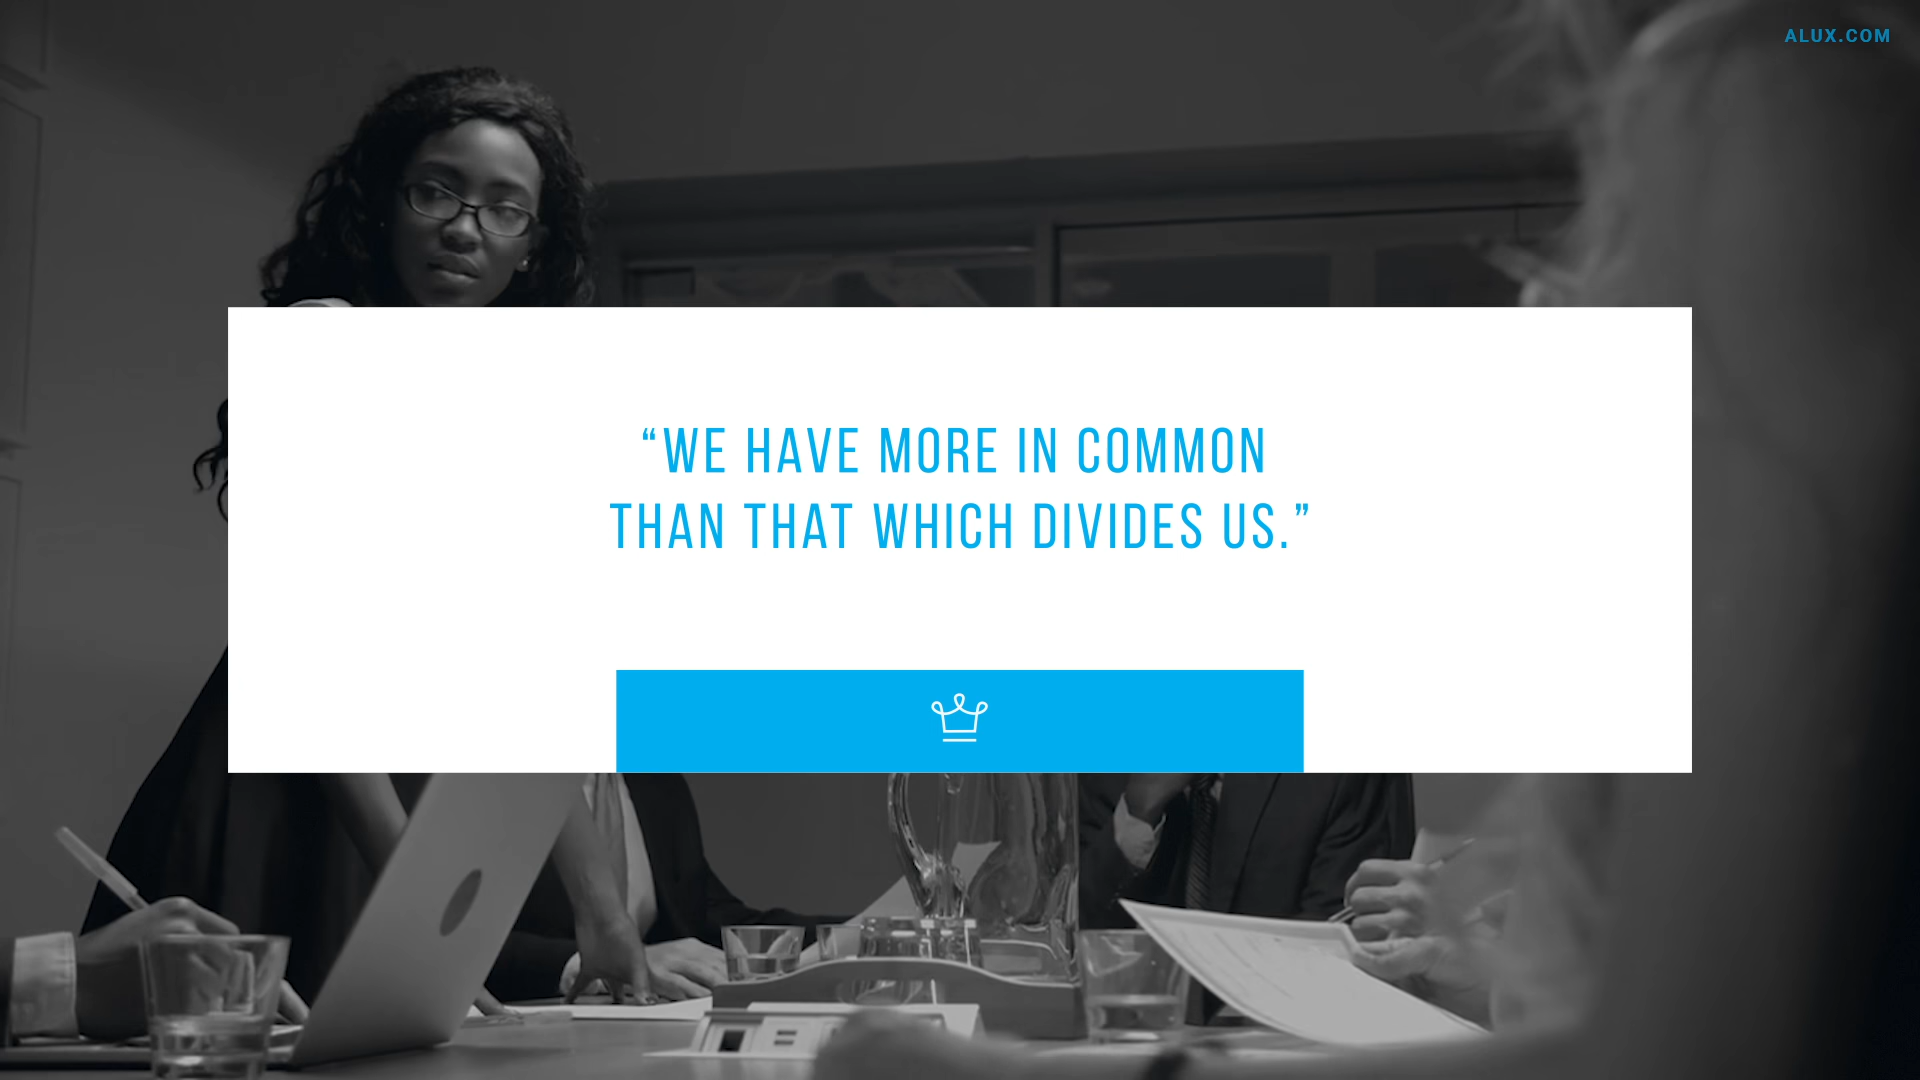 ALUX.COM
“WE HAVE MORE IN COMMON
THAN THAT WHICH DIVIDES US.”